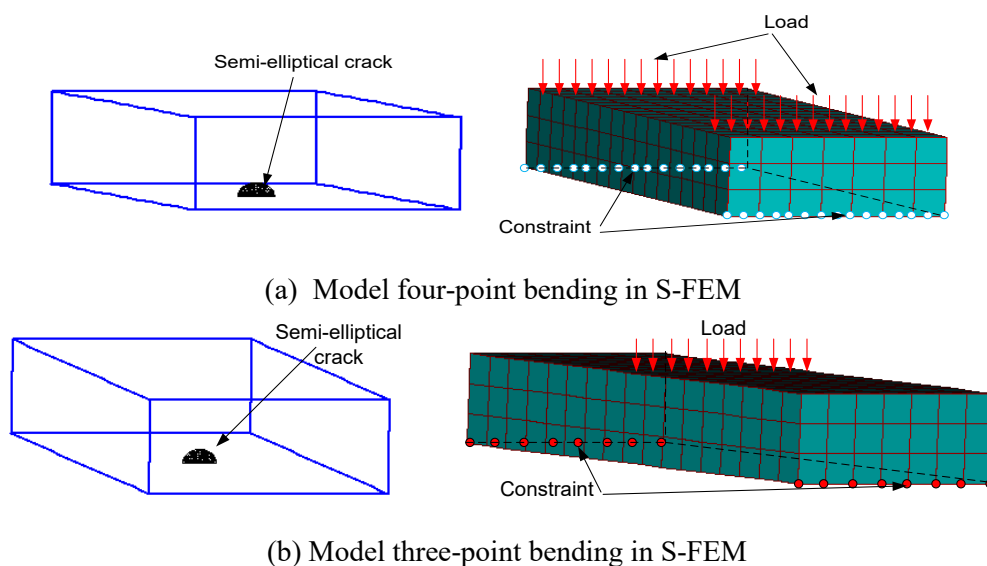 Load
Semi-elliptical crack
Constraint
(a) Model four-point bending in S-FEM
Semi-elliptical
crack
Load
Constraint
(b) Model three-point bending in S-FEM